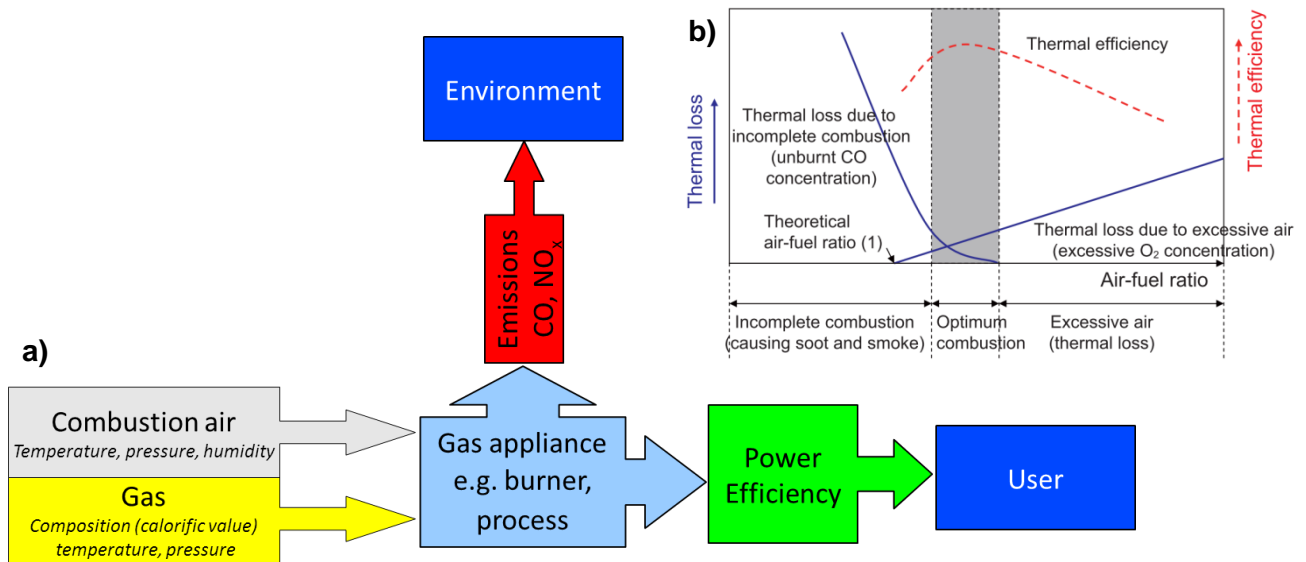 a)
Environment
Emissions
CO, NOx
Combustion air
Temperature, pressure, humidity
Gas
Composition (calorific value)
temperature, pressure
Gas appliance
e.g. burner,
process
Power
Efficiency
User
b)
Thermal loss
Thermal efficiency
Thermal efficiency
Thermal loss due to
incomplete combustion
(unburnt CO
concentration)
Theoretical
air-fuel ratio (1)
Thermal loss due to excessive air
(excessive O₂ concentration)
Air-fuel ratio
Incomplete combustion
(causing soot and smoke)
Optimum
combustion
Excessive air
(thermal loss)